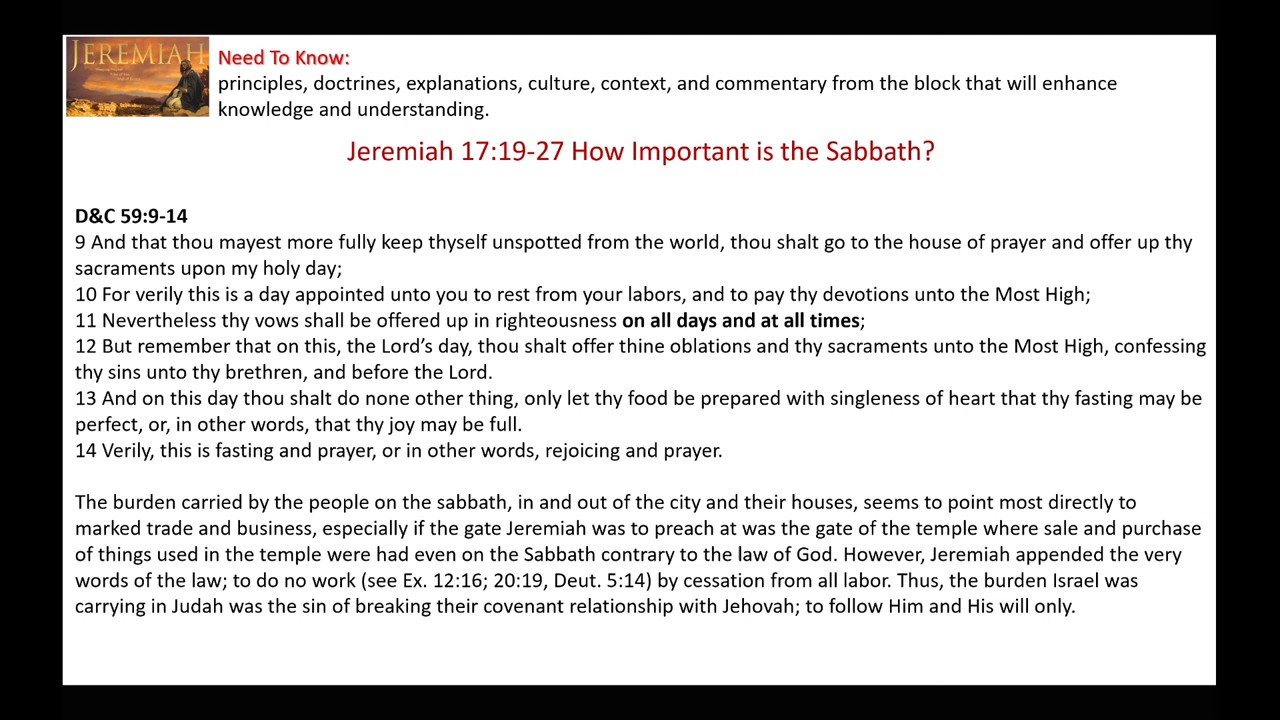 JEREMIAH
Need To Know:
principles, doctrines, explanations, culture, context, and commentary from the block that will enhance
knowledge and understanding.
Jeremiah 17:19-27 How Important is the Sabbath?
D&C 59:9-14
9 And that thou mayest more fully keep thyself unspotted from the world, thou shalt go to the house of prayer and offer up thy
sacraments upon my holy day;
10 For verily this is a day appointed unto you to rest from your labors, and to pay thy devotions unto the Most High;
11 Nevertheless thy vows shall be offered up in righteousness on all days and at all times;
12 But remember that on this, the Lord’s day, thou shalt offer thine oblations and thy sacraments unto the Most High, confessing
thy sins unto thy brethren, and before the Lord.
13 And on this day thou shalt do none other thing, only let thy food be prepared with singleness of heart that thy fasting may be
perfect, or, in other words, that thy joy may be full.
14 Verily, this is fasting and prayer, or in other words, rejoicing and prayer.
The burden carried by the people on the sabbath, in and out of the city and their houses, seems to point most directly to
marked trade and business, especially if the gate Jeremiah was to preach at was the gate of the temple where sale and purchase
of things used in the temple were had even on the Sabbath contrary to the law of God. However, Jeremiah appended the very
words of the law; to do no work (see Ex. 12:16; 20:19, Deut. 5:14) by cessation from all labor. Thus, the burden Israel was
carrying in Judah was the sin of breaking their covenant relationship with Jehovah; to follow Him and His will only.